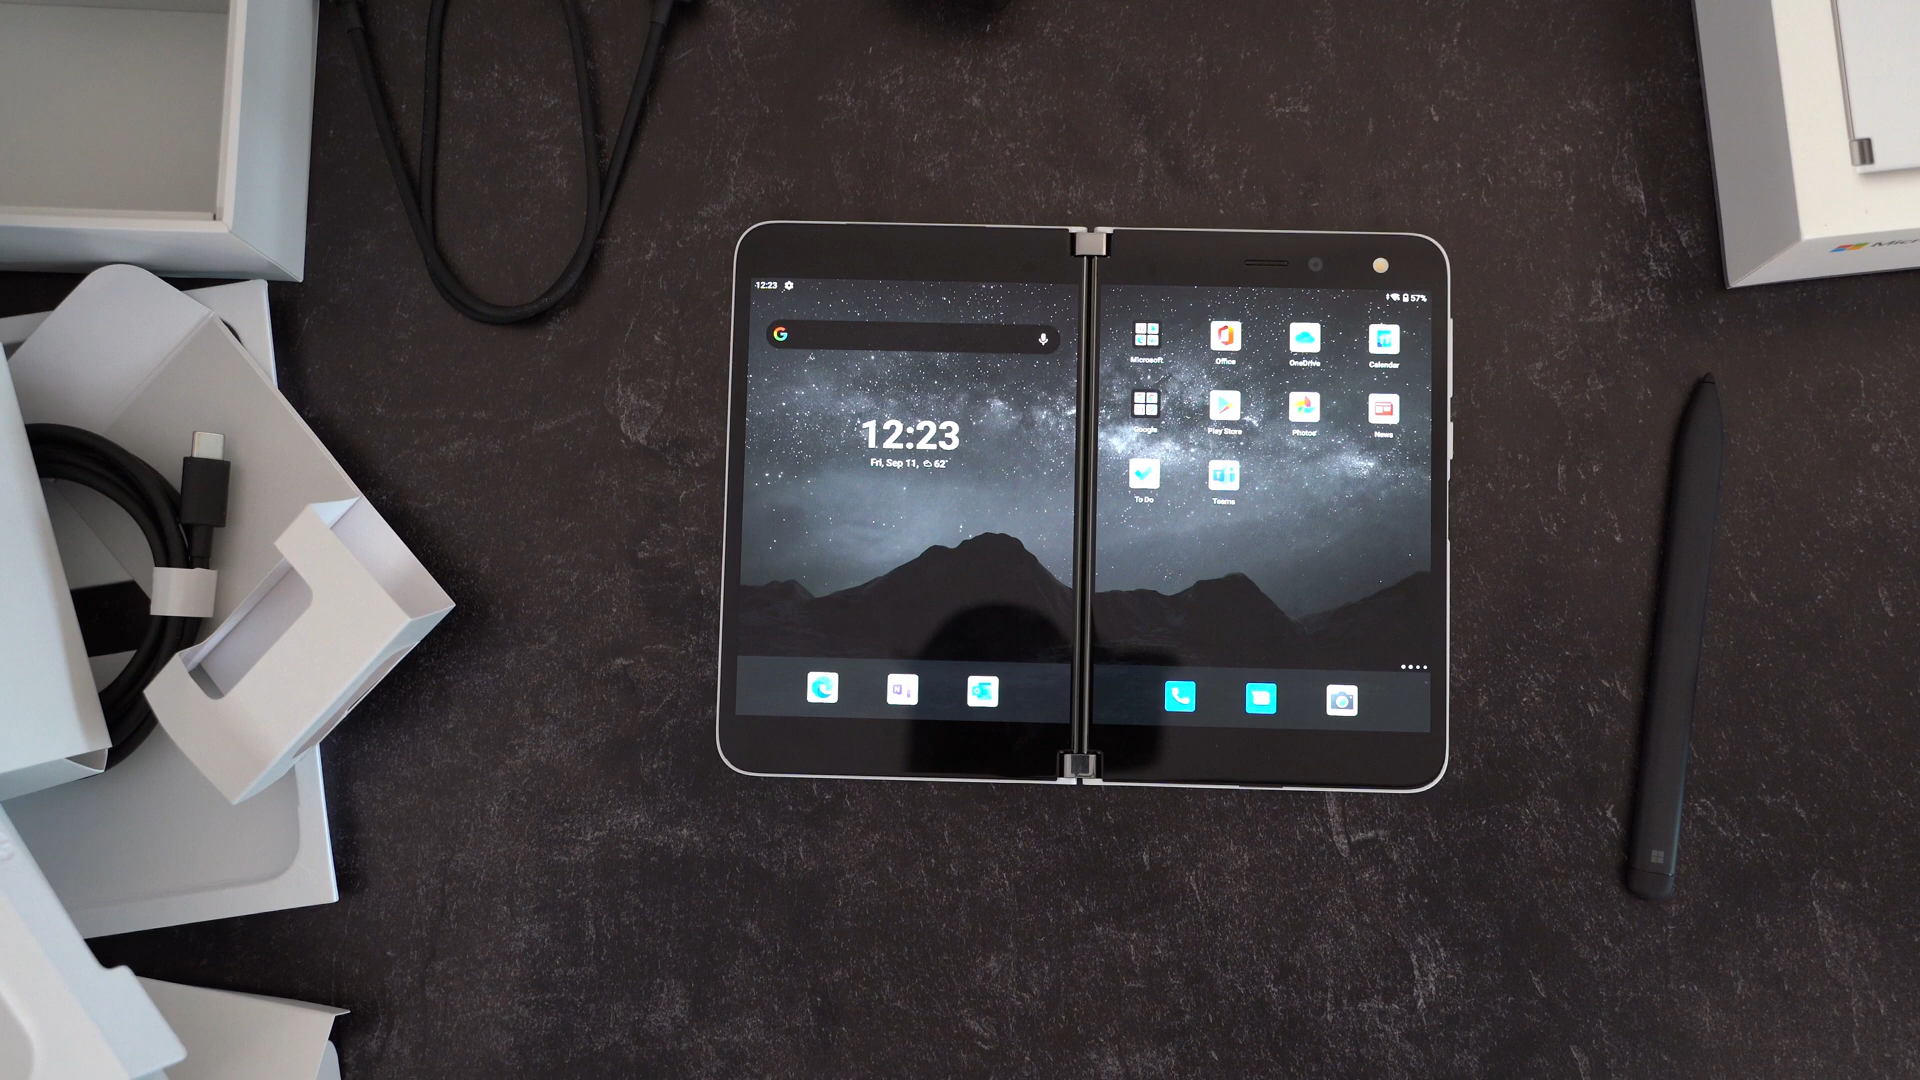 12:23
57%
12:23
Fri, Sep 11, 62°
Microsoft
Office
OneDrive
Calendar
Google
Play Store
Photos
News
To Do
Teams